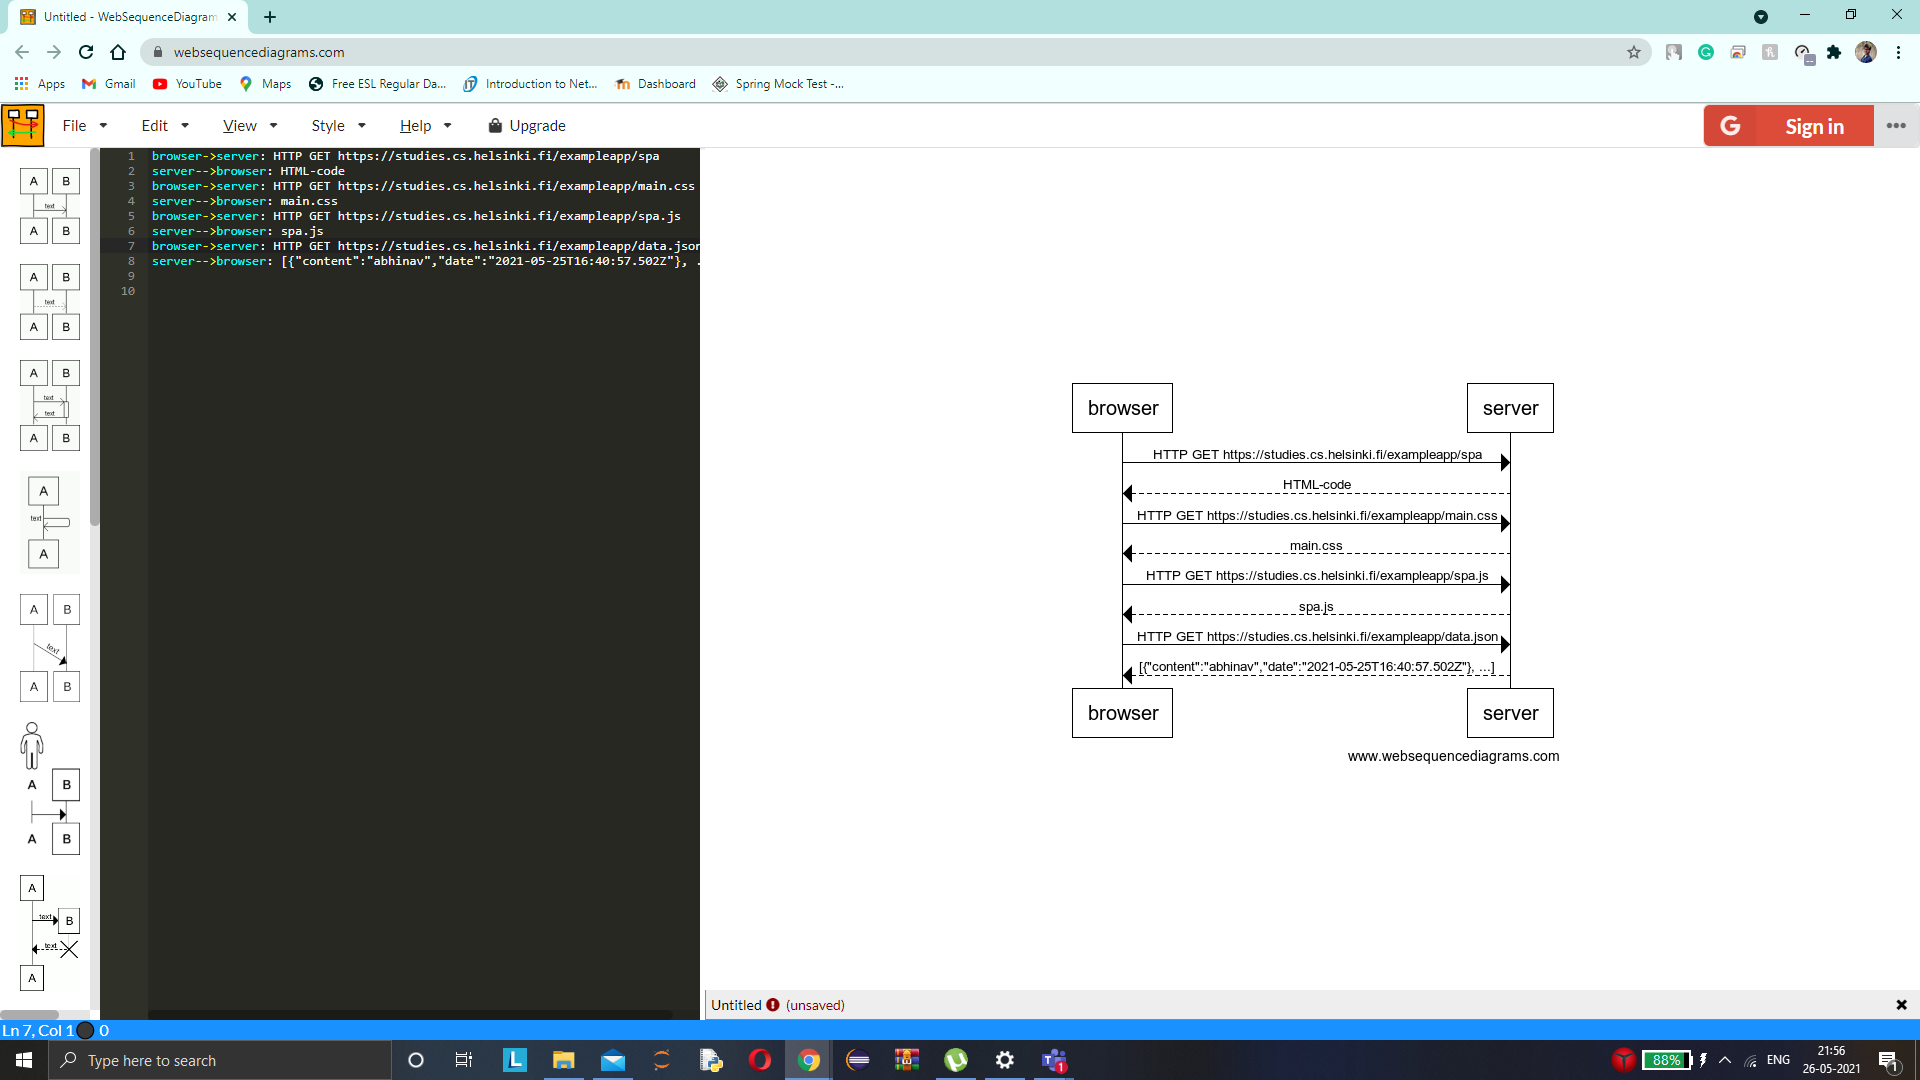 Untitled - WebSequenceDiagram
websequencediagrams.com
Apps Gmail YouTube Maps Free ESL Regular Da... Introduction to Net... Dashboard Spring Mock Test -...
File Edit View Style Help Upgrade
G Sign in
1 browser->server: HTTP GET https://studies.cs.helsinki.fi/exampleapp/spa
2 server-->browser: HTML-code
3 browser->server: HTTP GET https://studies.cs.helsinki.fi/exampleapp/main.css
4 server-->browser: main.css
5 browser->server: HTTP GET https://studies.cs.helsinki.fi/exampleapp/spa.js
6 server-->browser: spa.js
7 browser->server: HTTP GET https://studies.cs.helsinki.fi/exampleapp/data.json
8 server-->browser: [{"content":"abhinav","date":"2021-05-25T16:40:57.502Z"}, .
9
10
A B
text
A B
A B
text
A B
A B
text
text
A B
A
text
A
A B
text
A B
A B
A B
A
text B
text
A
browser server
HTTP GET https://studies.cs.helsinki.fi/exampleapp/spa
HTML-code
HTTP GET https://studies.cs.helsinki.fi/exampleapp/main.css
main.css
HTTP GET https://studies.cs.helsinki.fi/exampleapp/spa.js
spa.js
HTTP GET https://studies.cs.helsinki.fi/exampleapp/data.json
[{"content":"abhinav","date":"2021-05-25T16:40:57.502Z"}, ...]
browser server
www.websequencediagrams.com
Untitled (unsaved)
Ln 7, Col 1 0
Type here to search
L
1
88%
ENG
21:56
26-05-2021
1